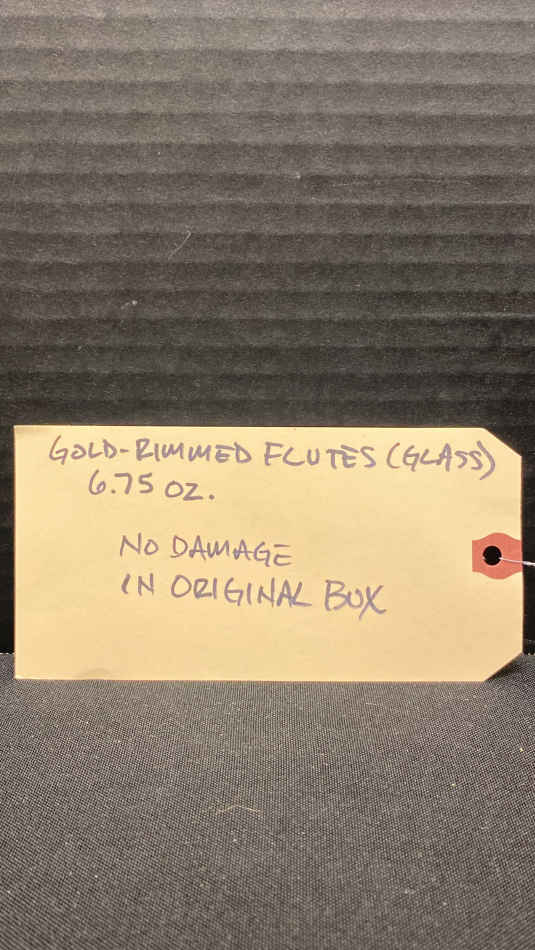 GOLD-RIMMED FLUTES (GLASS)
6.75 OZ.
NO DAMAGE
IN ORIGINAL BOX